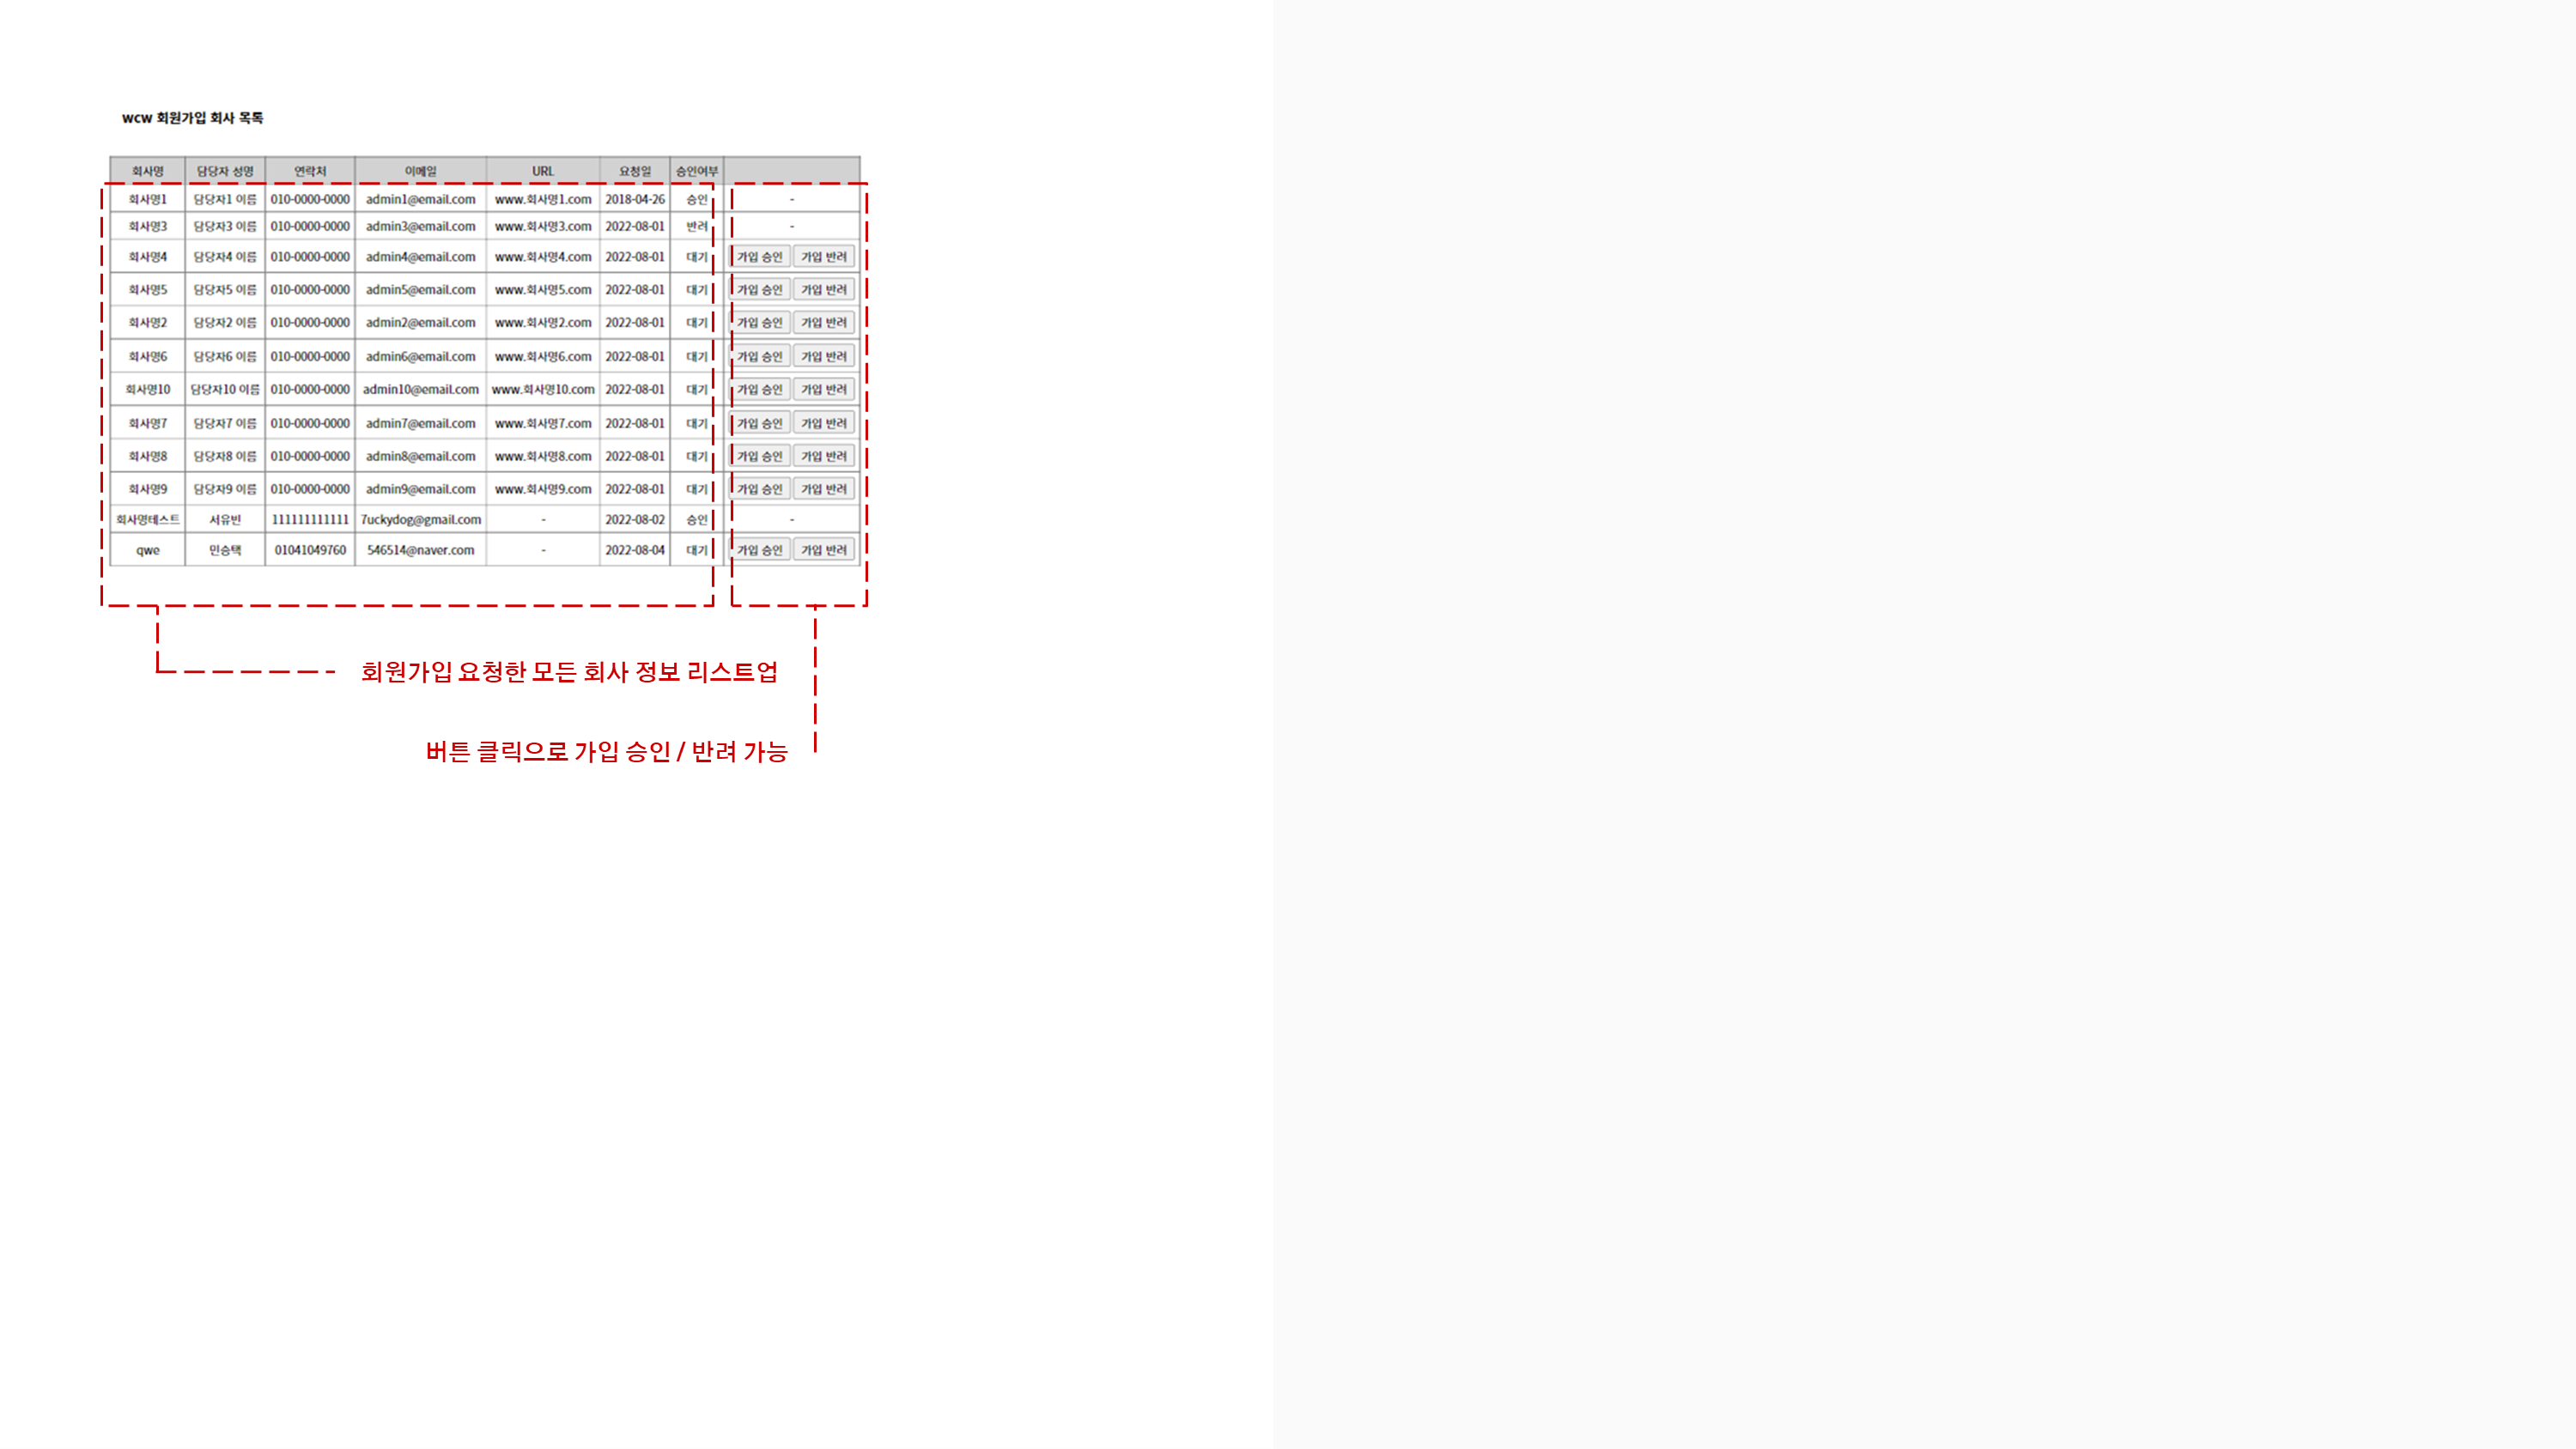 wcw 회원가입 회사 목록
회사명 담당자 성명 연락처 이메일 URL 요청일 승인여부
회사명1 담당자1 이름 010-0000-0000 admin1@email.com www.회사명1.com 2018-04-26 승인 -
회사명3 담당자3 이름 010-0000-0000 admin3@email.com www.회사명3.com 2022-08-01 반려 -
회사명4 담당자4 이름 010-0000-0000 admin4@email.com www.회사명4.com 2022-08-01 대기 가입 승인 가입 반려
회사명5 담당자5 이름 010-0000-0000 admin5@email.com www.회사명5.com 2022-08-01 대기 가입 승인 가입 반려
회사명2 담당자2 이름 010-0000-0000 admin2@email.com www.회사명2.com 2022-08-01 대기 가입 승인 가입 반려
회사명6 담당자6 이름 010-0000-0000 admin6@email.com www.회사명6.com 2022-08-01 대기 가입 승인 가입 반려
회사명10 담당자10 이름 010-0000-0000 admin10@email.com www.회사명10.com 2022-08-01 대기 가입 승인 가입 반려
회사명7 담당자7 이름 010-0000-0000 admin7@email.com www.회사명7.com 2022-08-01 대기 가입 승인 가입 반려
회사명8 담당자8 이름 010-0000-0000 admin8@email.com www.회사명8.com 2022-08-01 대기 가입 승인 가입 반려
회사명9 담당자9 이름 010-0000-0000 admin9@email.com www.회사명9.com 2022-08-01 대기 가입 승인 가입 반려
회사명테스트 서유빈 111111111111 7uckydog@gmail.com - 2022-08-02 승인 -
qwe 민승택 01041049760 546514@naver.com - 2022-08-04 대기 가입 승인 가입 반려
회원가입 요청한 모든 회사 정보 리스트업
버튼 클릭으로 가입 승인 / 반려 가능